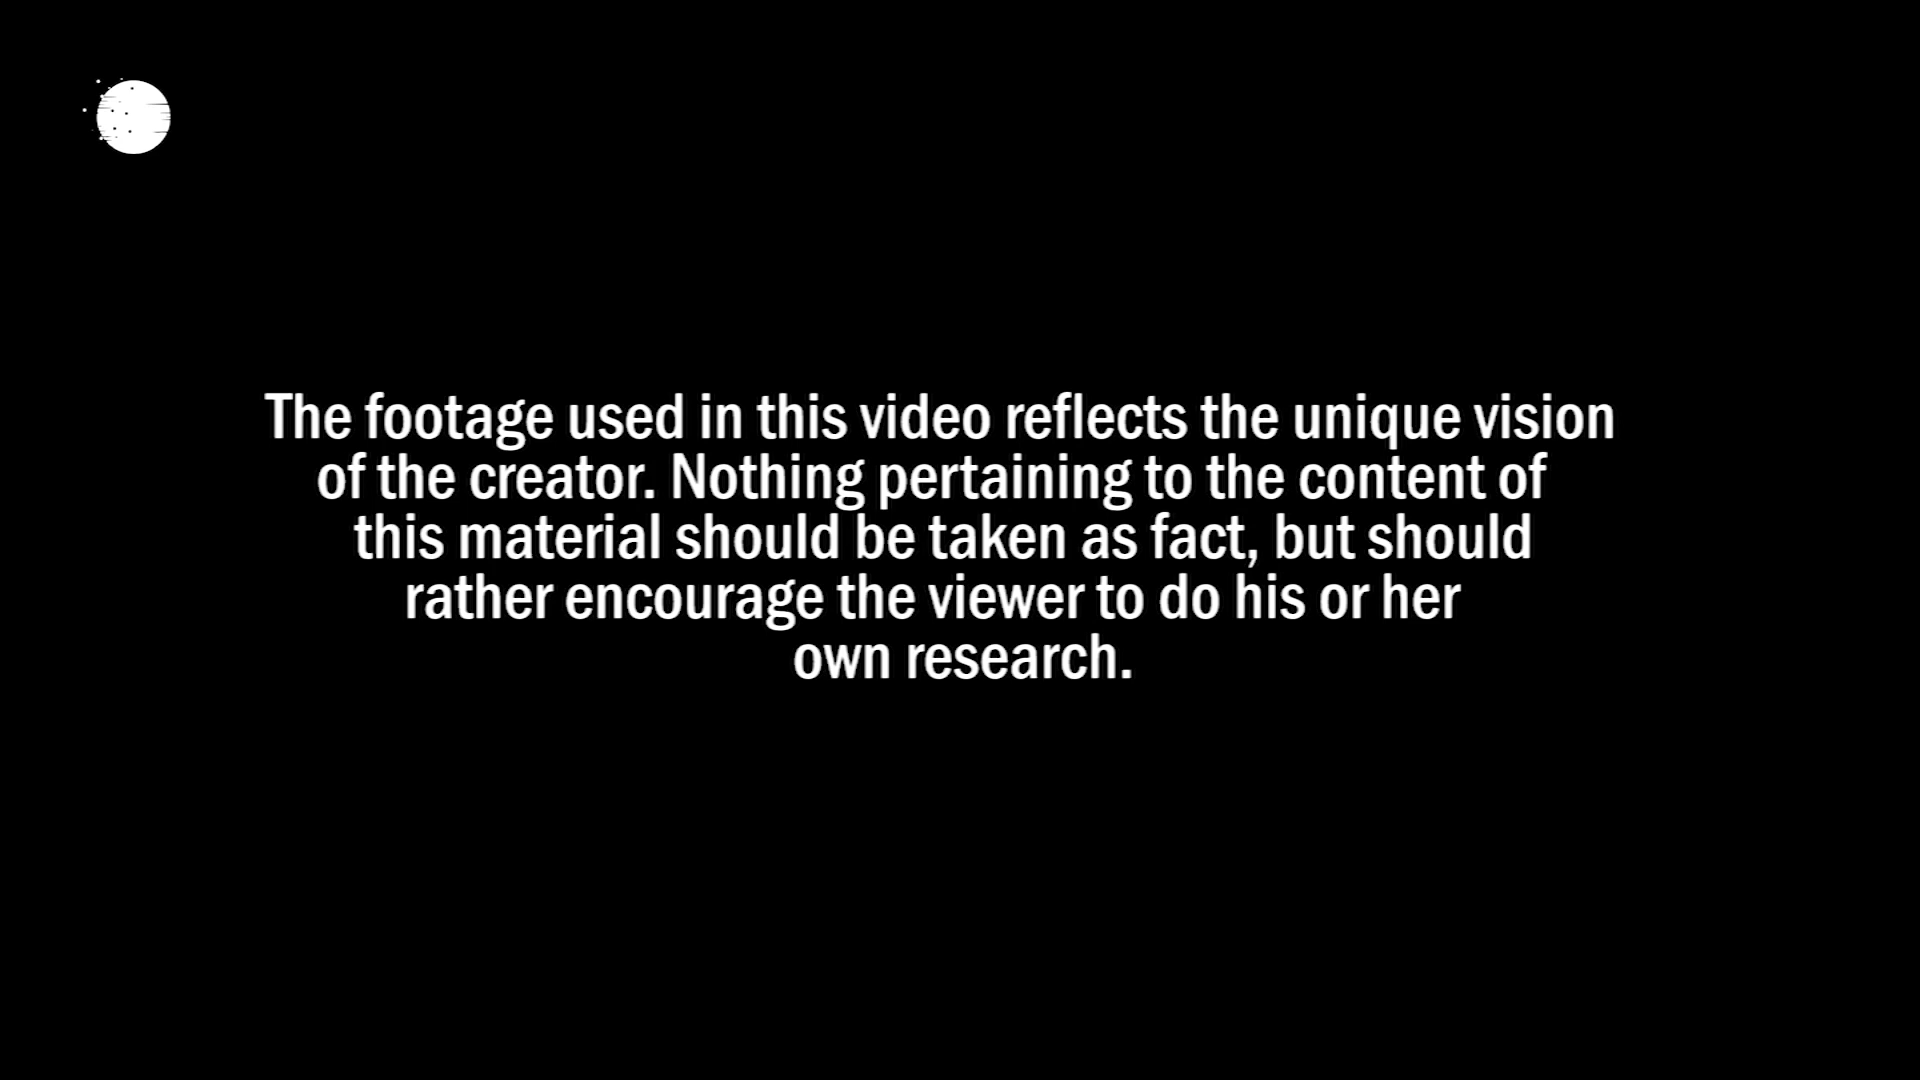 The footage used in this video reflects the unique vision
of the creator. Nothing pertaining to the content of
this material should be taken as fact, but should
rather encourage the viewer to do his or her
own research.